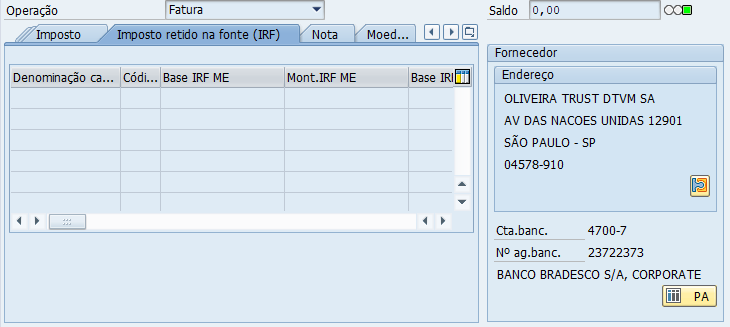 Operação Fatura
Saldo 0,00
Imposto Imposto retido na fonte (IRF) Nota Moed...
Denominação ca... Códi... Base IRF ME Mont.IRF ME Base IRI
Fornecedor
Endereço
OLIVEIRA TRUST DTVM SA
AV DAS NACOES UNIDAS 12901
SÃO PAULO - SP
04578-910
Cta.banc. 4700-7
Nº ag.banc. 23722373
BANCO BRADESCO S/A, CORPORATE
PA